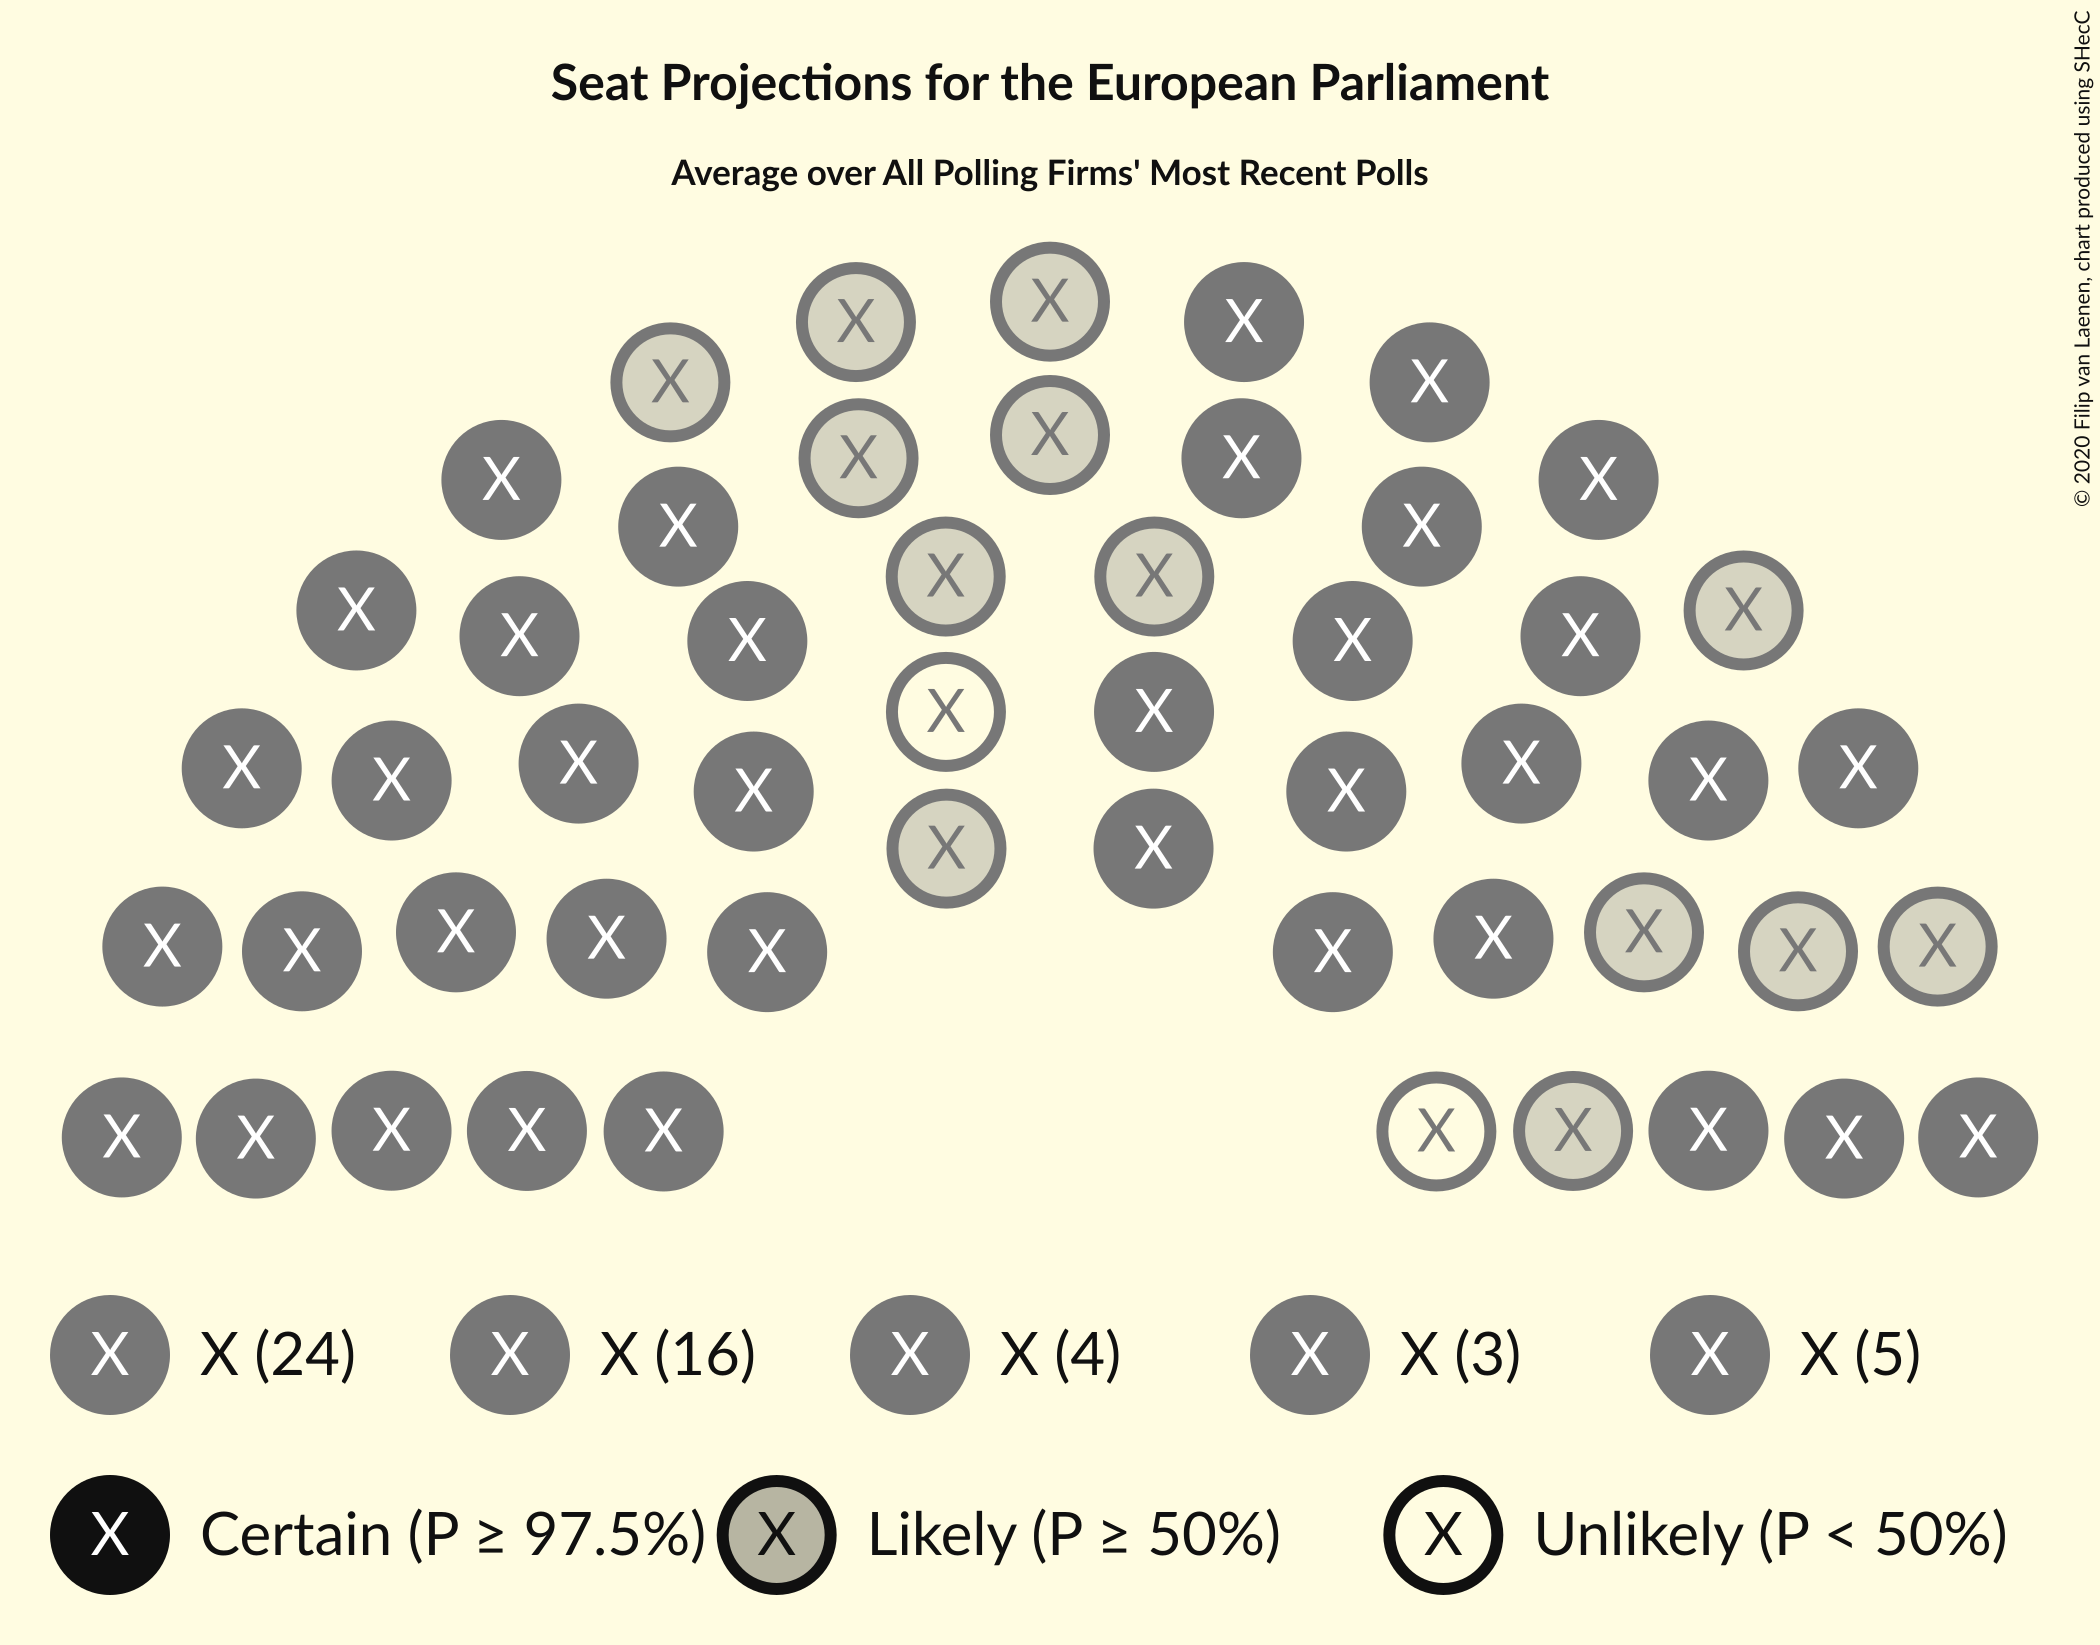 Seat Projections for the European Parliament
Average over All Polling Firms' Most Recent Polls
© 2020 Filip van Laenen, chart produced using SHecC
X X X
X X
X X X
X X
X X
X X
X X
X X X X
X X
X X X X X X X X
X X
X X X X X X X X X X
X X X X X X X X X X
X X (24) X X (16) X X (4) X X (3) X X (5)
X Certain (P ≥ 97.5%) X Likely (P ≥ 50%) X Unlikely (P < 50%)